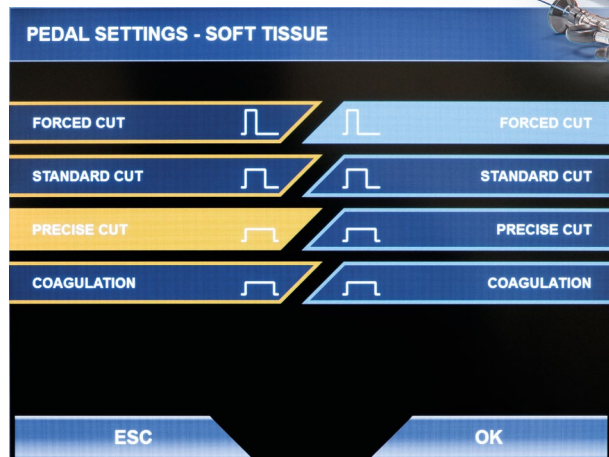 PEDAL SETTINGS - SOFT TISSUE
FORCED CUT FORCED CUT
STANDARD CUT STANDARD CUT
PRECISE CUT PRECISE CUT
COAGULATION COAGULATION
ESC OK